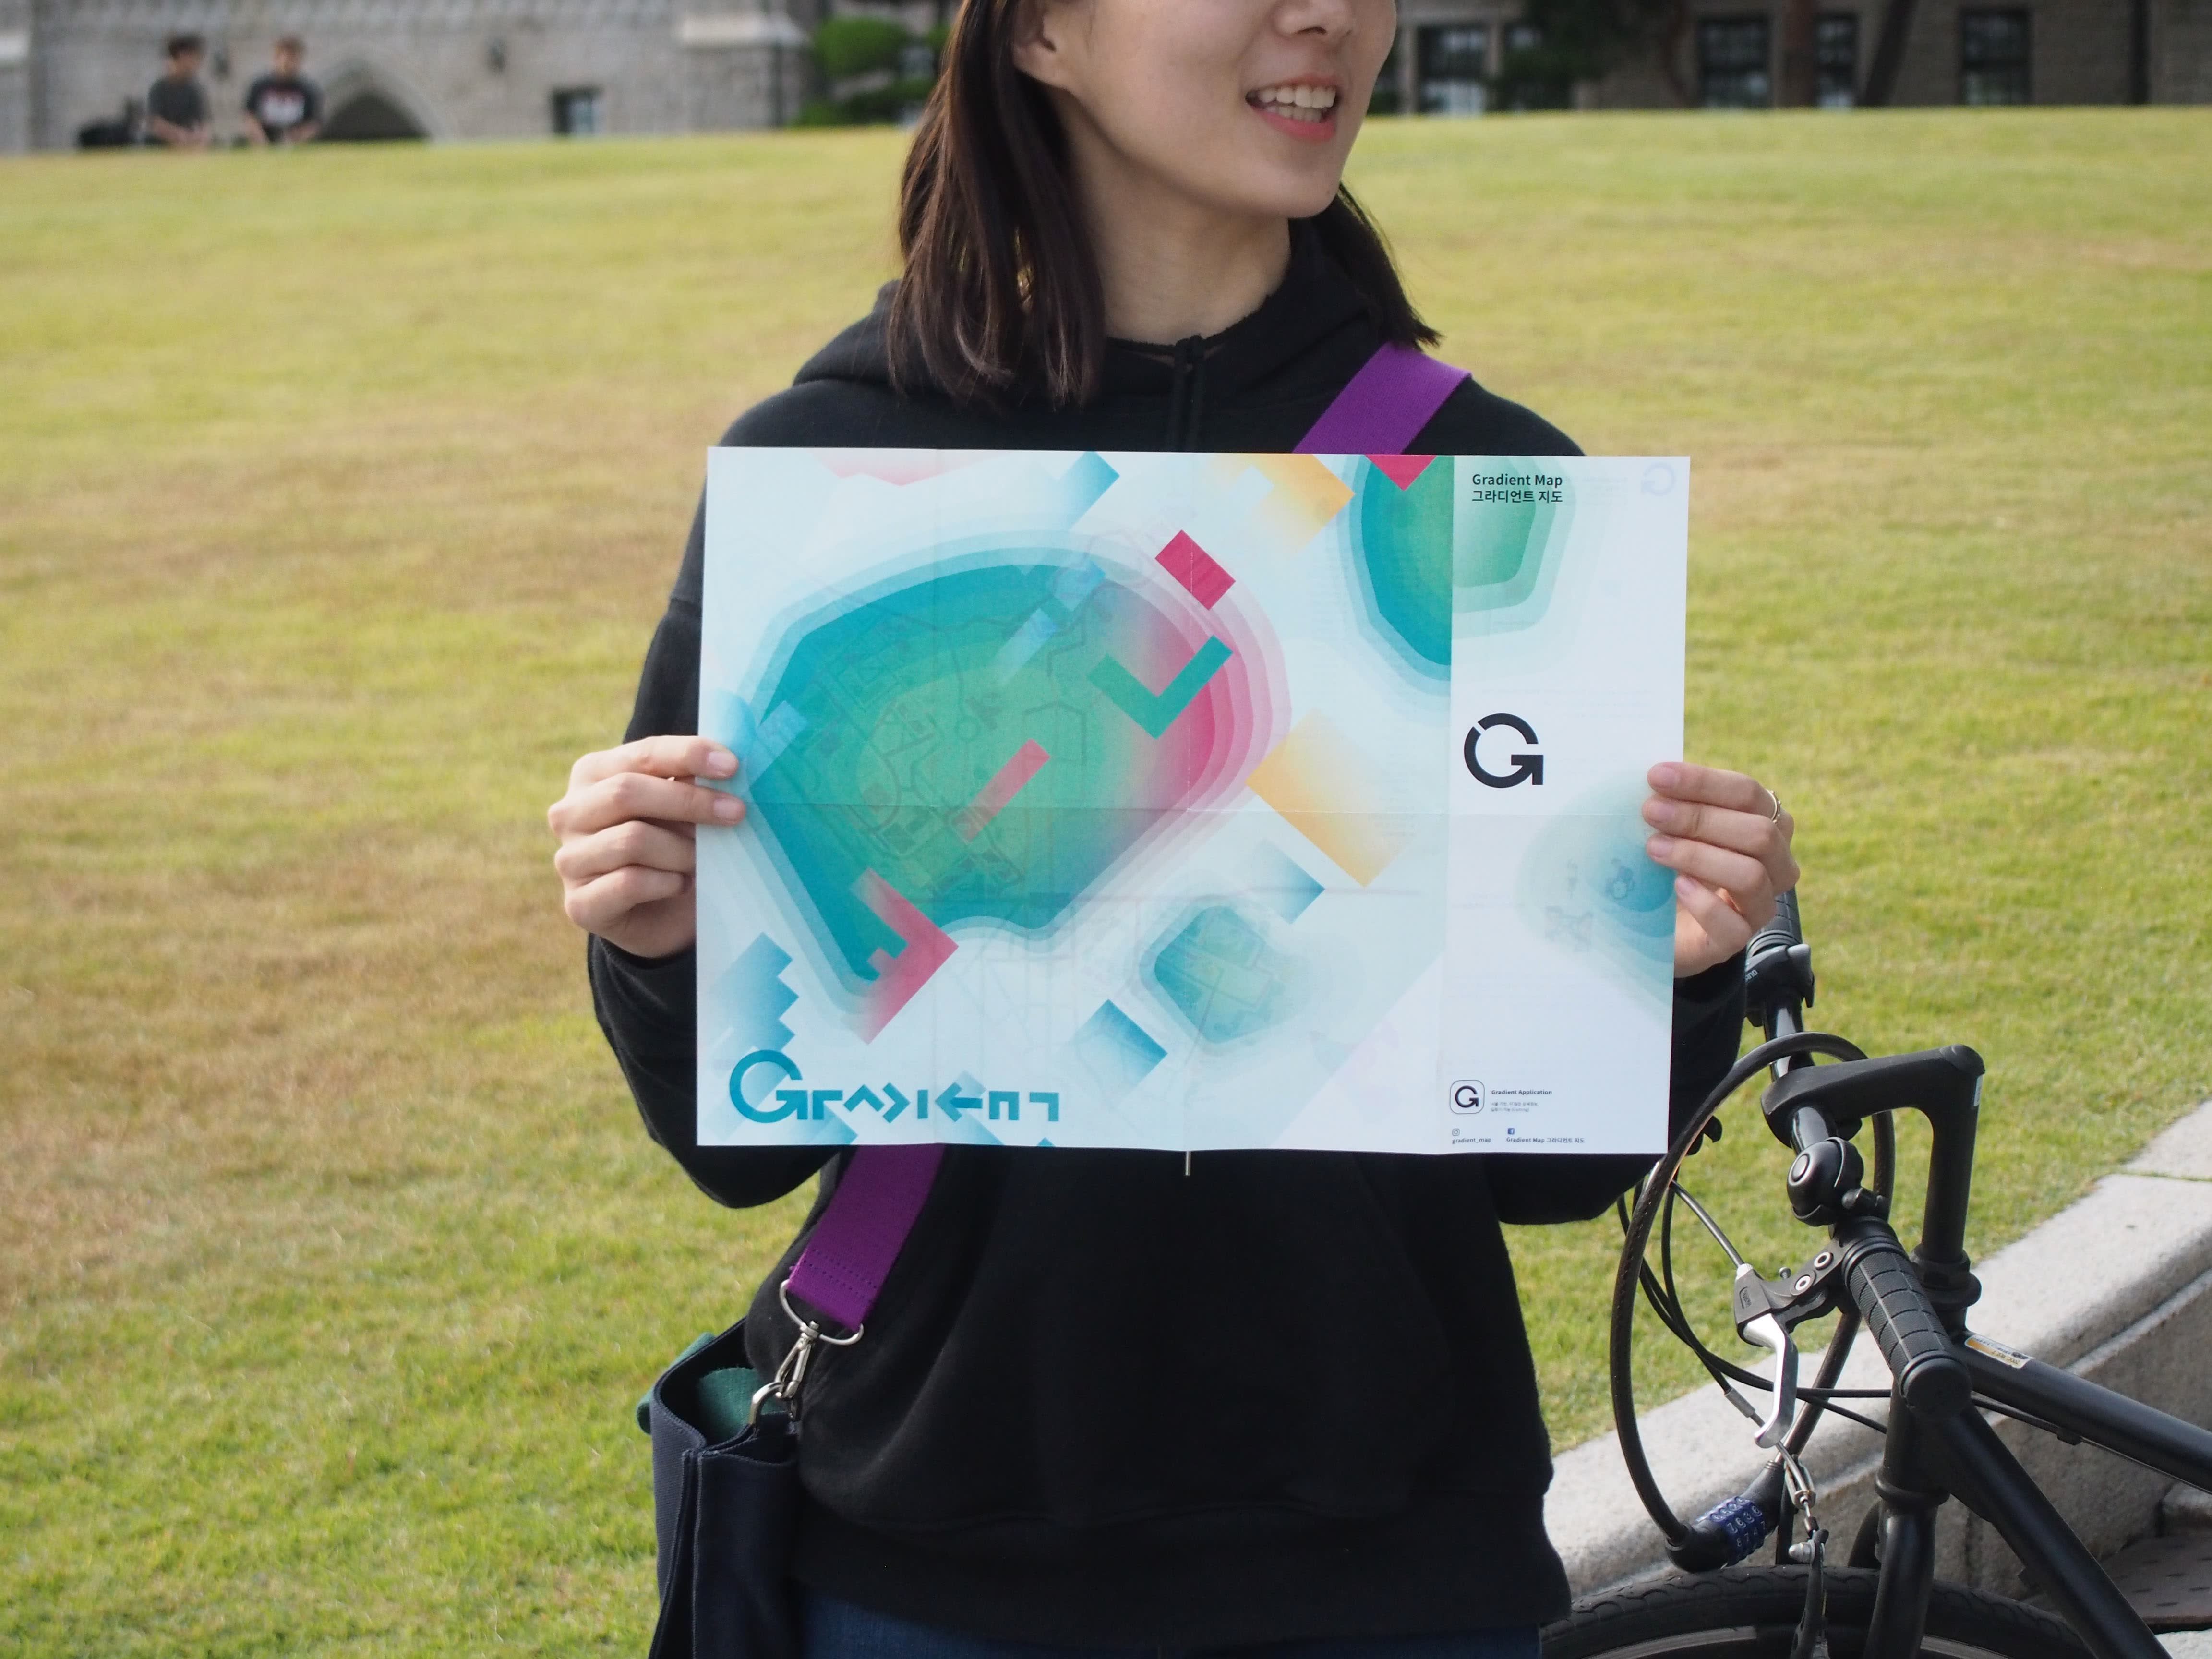 Gradient Map
그라디언트 지도
G
Gradient
Gradient Application
gradient_map
Gradient Map 그라디언트 지도